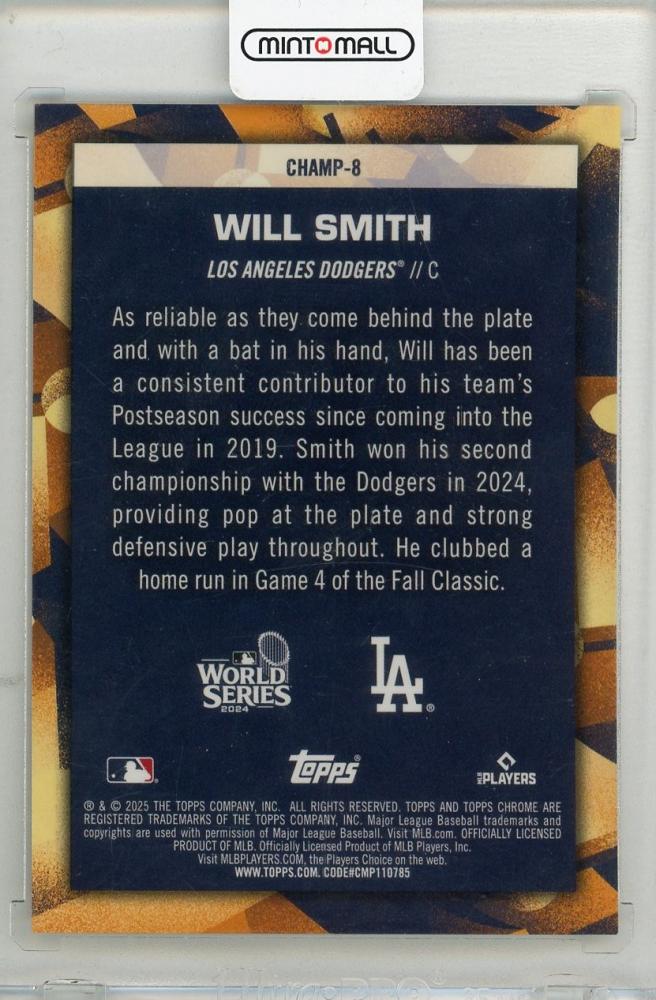 MINTOMALL
CHAMP-8
WILL SMITH
LOS ANGELES DODGERS® // C
As reliable as they come behind the plate
and with a bat in his hand, Will has been
a consistent contributor to his team's
Postseason success since coming into the
League in 2019. Smith won his second
championship with the Dodgers in 2024,
providing pop at the plate and strong
defensive play throughout. He clubbed a
home run in Game 4 of the Fall Classic.
WORLD
SERIES
2024
LA®
Topps®
MLB PLAYERS
® & © 2025 THE TOPPS COMPANY, INC. ALL RIGHTS RESERVED. TOPPS AND TOPPS CHROME ARE
REGISTERED TRADEMARKS OF THE TOPPS COMPANY, INC. Major League Baseball trademarks and
copyrights are used with permission of Major League Baseball. Visit MLB.com. OFFICIALLY LICENSED
PRODUCT OF MLB. Officially Licensed Product of MLB Players, Inc.
Visit MLBPLAYERS.COM, the Players Choice on the web.
WWW.TOPPS.COM. CODE#CMP110785